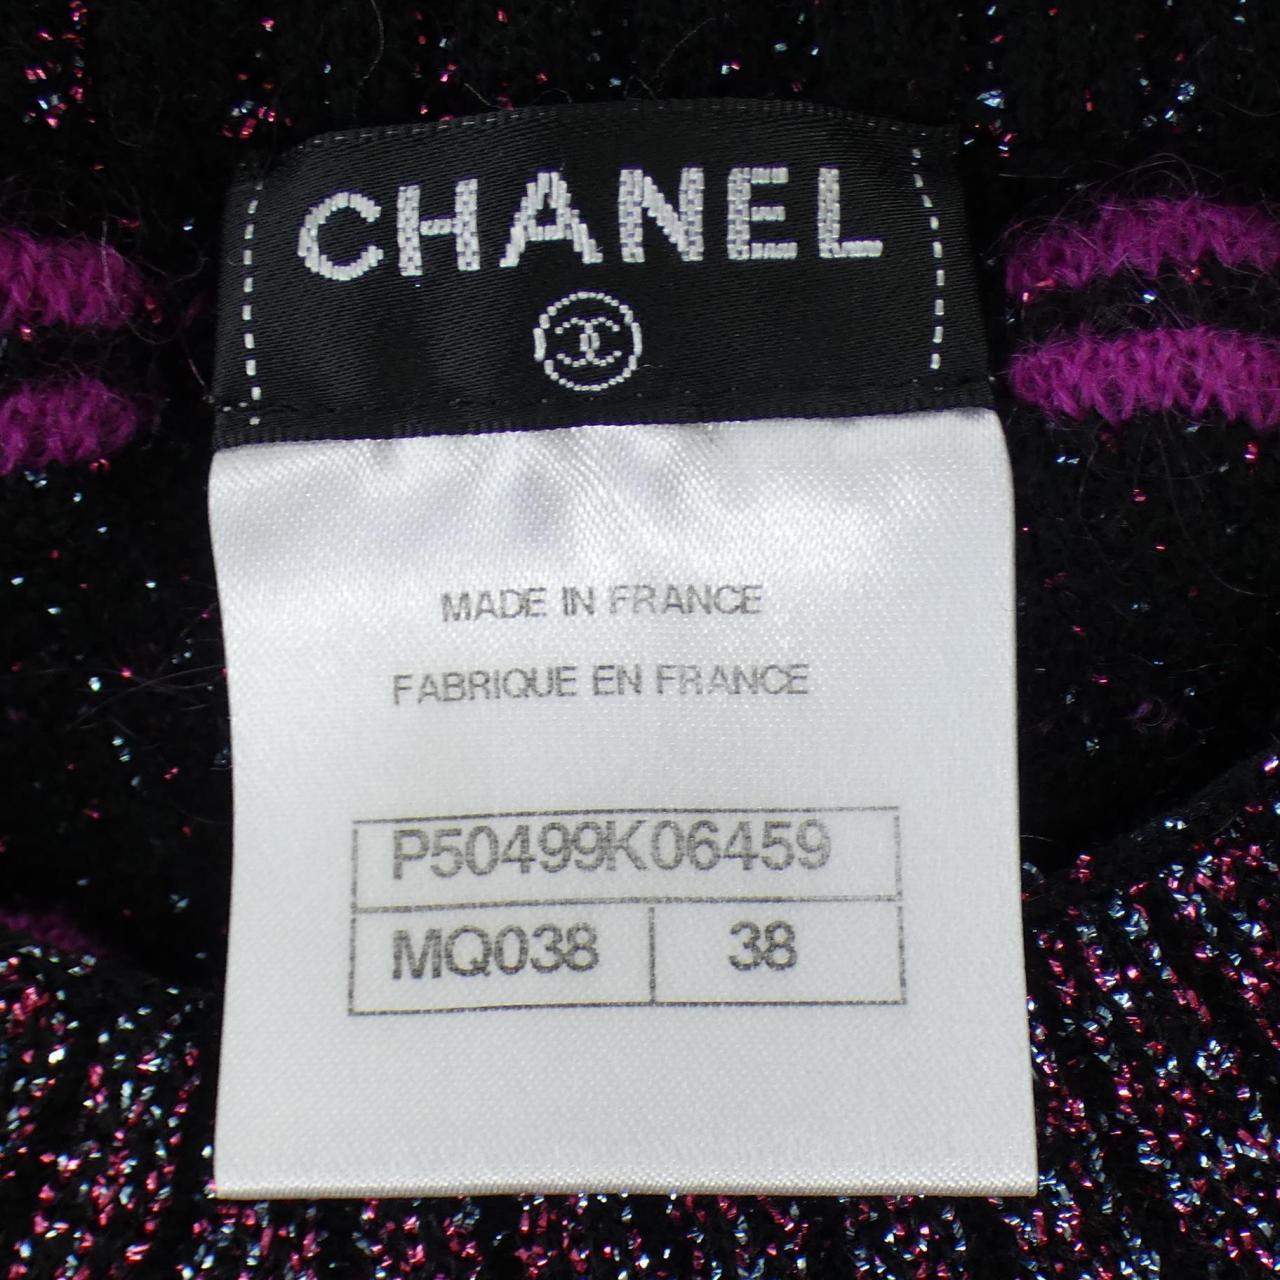 CHANEL
MADE IN FRANCE
FABRIQUE EN FRANCE
P50499K06459
MQ038 38